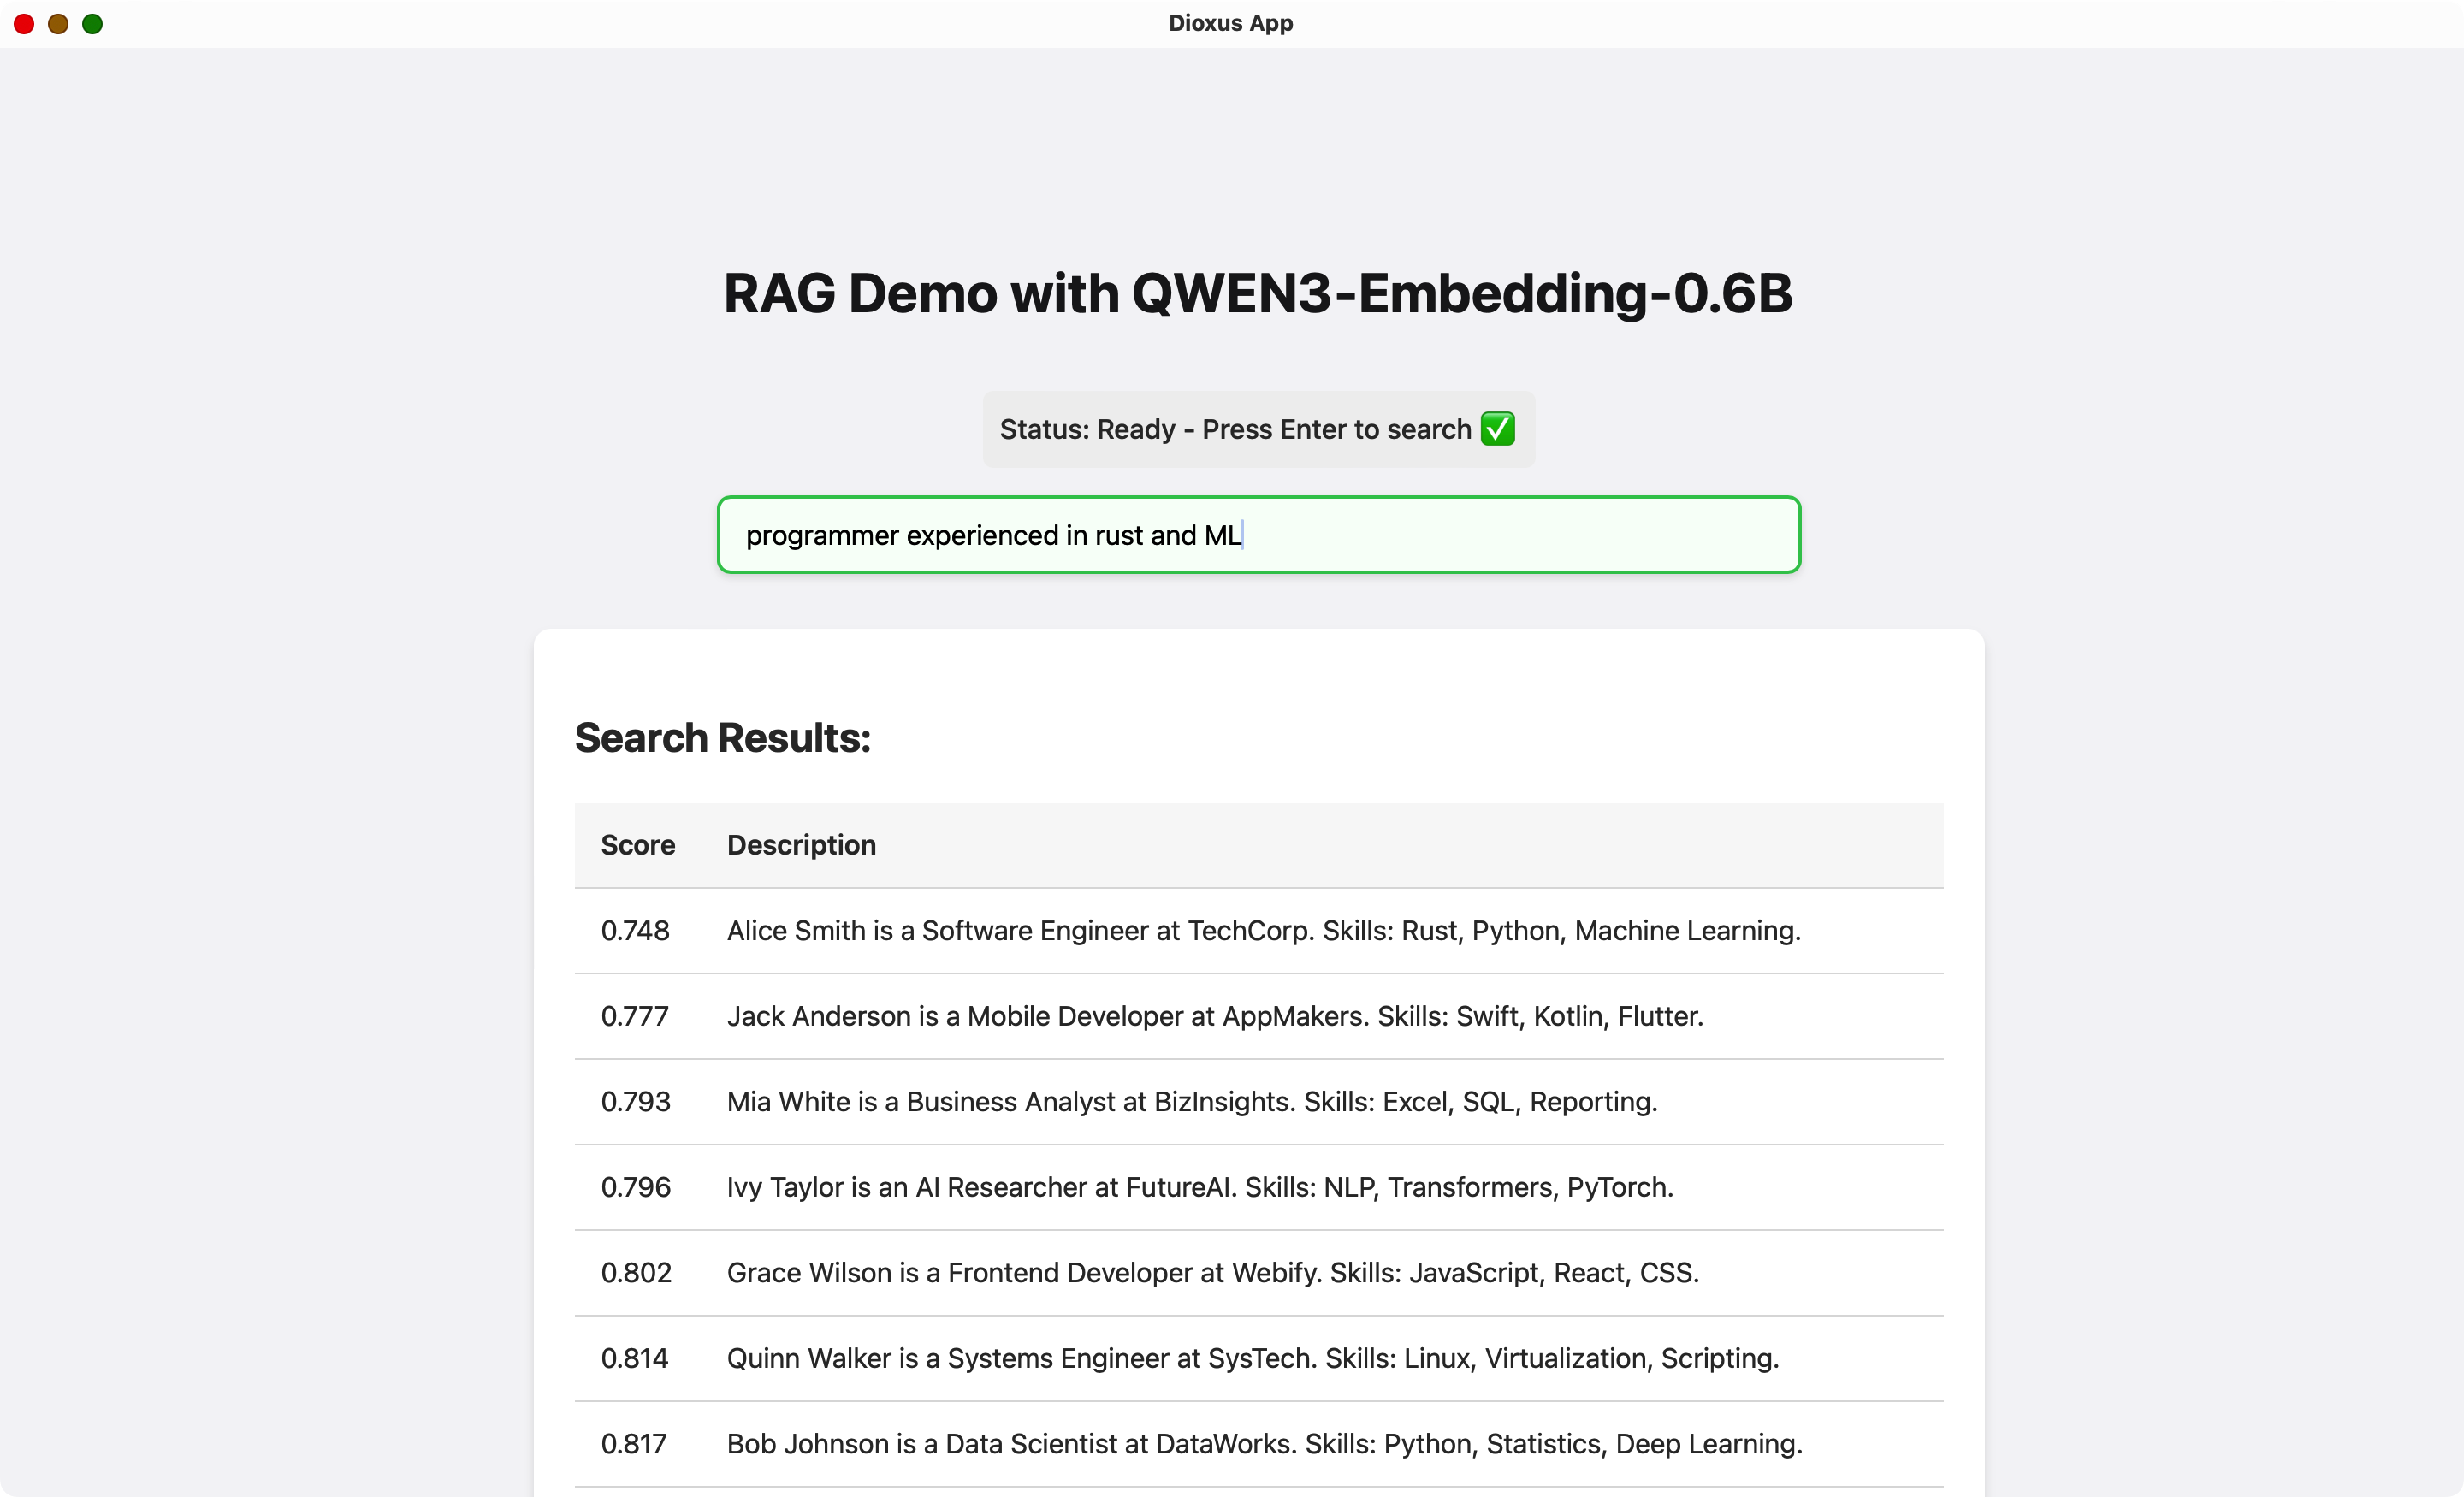 Dioxus App
RAG Demo with QWEN3-Embedding-0.6B
Status: Ready - Press Enter to search ✅
programmer experienced in rust and ML
Search Results:
Score Description
0.748 Alice Smith is a Software Engineer at TechCorp. Skills: Rust, Python, Machine Learning.
0.777 Jack Anderson is a Mobile Developer at AppMakers. Skills: Swift, Kotlin, Flutter.
0.793 Mia White is a Business Analyst at BizInsights. Skills: Excel, SQL, Reporting.
0.796 Ivy Taylor is an AI Researcher at FutureAI. Skills: NLP, Transformers, PyTorch.
0.802 Grace Wilson is a Frontend Developer at Webify. Skills: JavaScript, React, CSS.
0.814 Quinn Walker is a Systems Engineer at SysTech. Skills: Linux, Virtualization, Scripting.
0.817 Bob Johnson is a Data Scientist at DataWorks. Skills: Python, Statistics, Deep Learning.